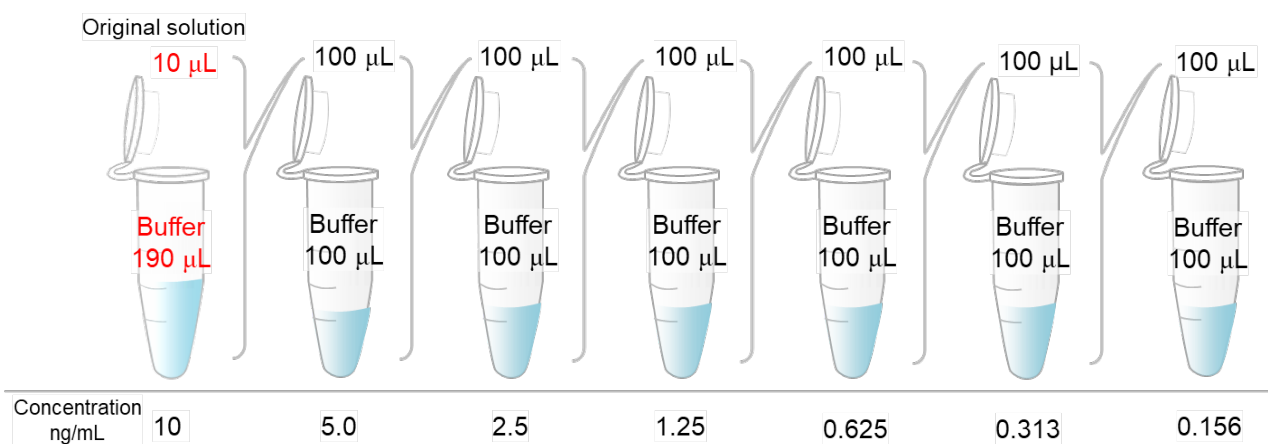 Original solution
10 μL
100 μL
100 μL
100 μL
100 μL
100 μL
100 μL
Buffer
190 μL
Buffer
100 μL
Buffer
100 μL
Buffer
100 μL
Buffer
100 μL
Buffer
100 μL
Buffer
100 μL
Concentration
ng/mL
10
5.0
2.5
1.25
0.625
0.313
0.156